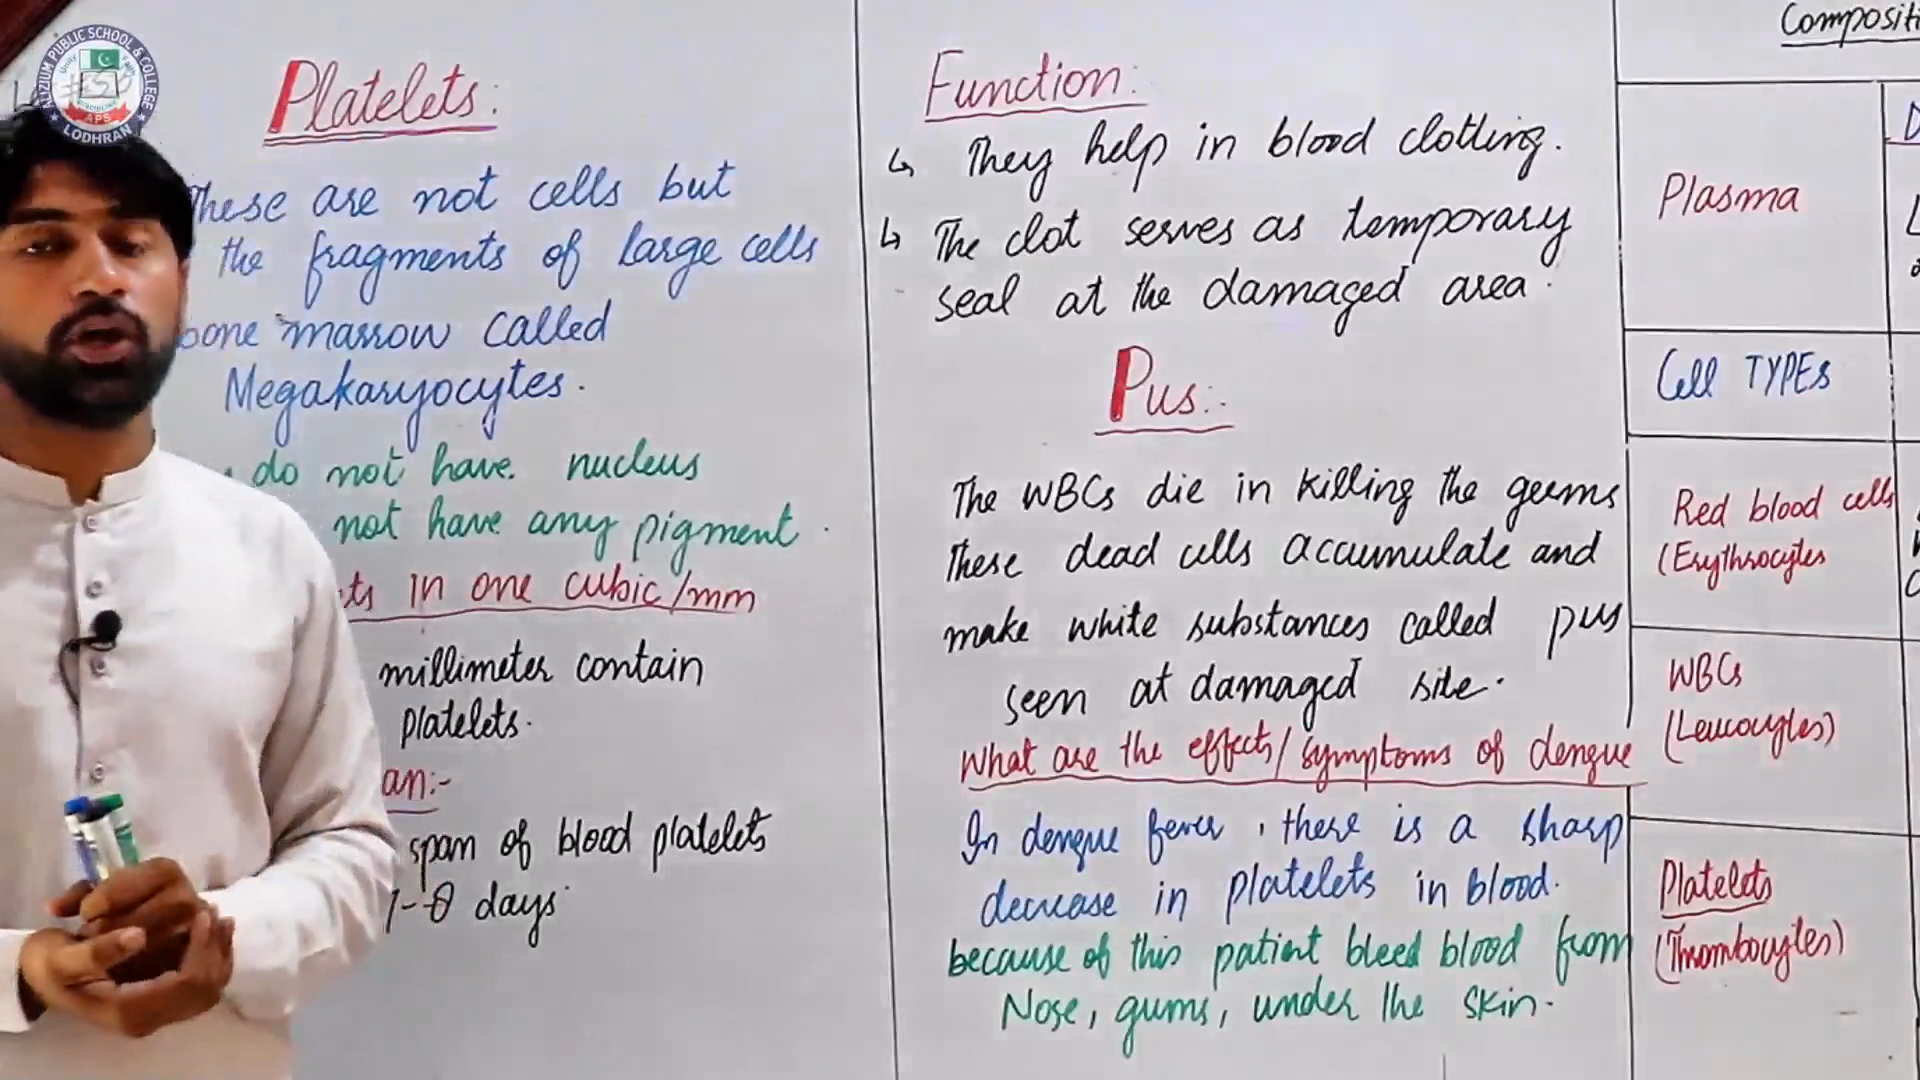 ALIZIUM PUBLIC SCHOOL & COLLEGE
APS
LODHRAN
Platelets:
These are not cells but
the fragments of large cells
bone marrow called
Megakaryocytes.
do not have nucleus
not have any pigment.
ts in one cubic/mm
millimeter contain
platelets.
an:-
span of blood platelets
days
Function:
↳ They help in blood clotting.
↳ The clot serves as temporary
seal at the damaged area.
Pus:-
The WBCs die in killing the germs
These dead cells accumulate and
make white substances called pus
seen at damaged site.
What are the effects/symptoms of dengue
In dengue fever, there is a sharp
decrease in platelets in blood.
because of this patient bleed blood from
Nose, gums, under the skin.
Compositi
Plasma
Cell TYPES
Red blood cells
(Erythrocytes
WBCs
(Leucocytes)
Platelets
(Thrombocytes)